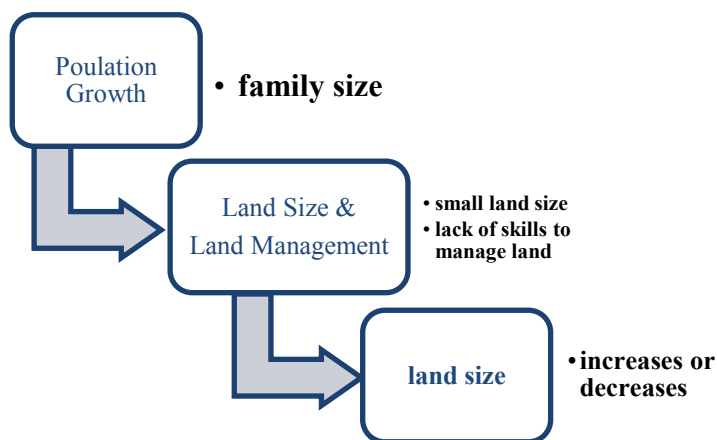 Poulation
Growth
• family size
Land Size &
Land Management
• small land size
• lack of skills to
manage land
land size
• increases or
decreases